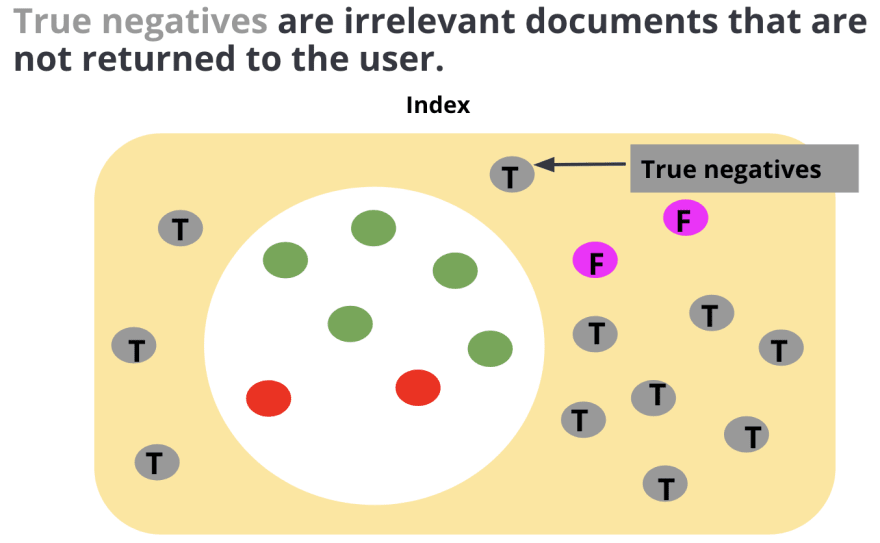 True negatives are irrelevant documents that are
not returned to the user.
Index
T
True negatives
F
T
F
T
T
T
T
T
T
T
T
T
T